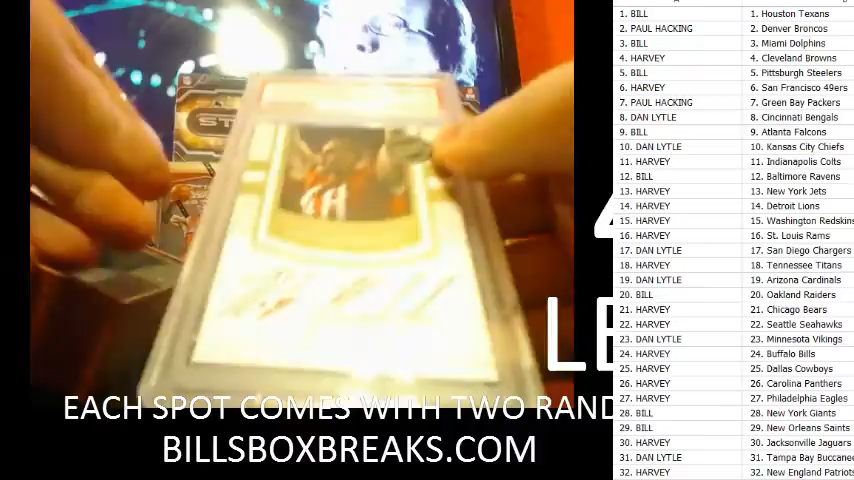 1. BILL 1. Houston Texans
2. PAUL HACKING 2. Denver Broncos
3. BILL 3. Miami Dolphins
4. HARVEY 4. Cleveland Browns
5. BILL 5. Pittsburgh Steelers
6. HARVEY 6. San Francisco 49ers
7. PAUL HACKING 7. Green Bay Packers
8. DAN LYTLE 8. Cincinnati Bengals
9. BILL 9. Atlanta Falcons
10. DAN LYTLE 10. Kansas City Chiefs
11. HARVEY 11. Indianapolis Colts
12. BILL 12. Baltimore Ravens
13. HARVEY 13. New York Jets
14. HARVEY 14. Detroit Lions
15. HARVEY 15. Washington Redskins
16. HARVEY 16. St. Louis Rams
17. DAN LYTLE 17. San Diego Chargers
18. HARVEY 18. Tennessee Titans
19. DAN LYTLE 19. Arizona Cardinals
20. BILL 20. Oakland Raiders
21. HARVEY 21. Chicago Bears
22. HARVEY 22. Seattle Seahawks
23. DAN LYTLE 23. Minnesota Vikings
24. HARVEY 24. Buffalo Bills
25. HARVEY 25. Dallas Cowboys
26. HARVEY 26. Carolina Panthers
27. HARVEY 27. Philadelphia Eagles
28. BILL 28. New York Giants
29. BILL 29. New Orleans Saints
30. HARVEY 30. Jacksonville Jaguars
31. DAN LYTLE 31. Tampa Bay Buccanee
32. HARVEY 32. New England Patriots
LE
EACH SPOT COMES WITH TWO RAND
BILLSBOXBREAKS.COM